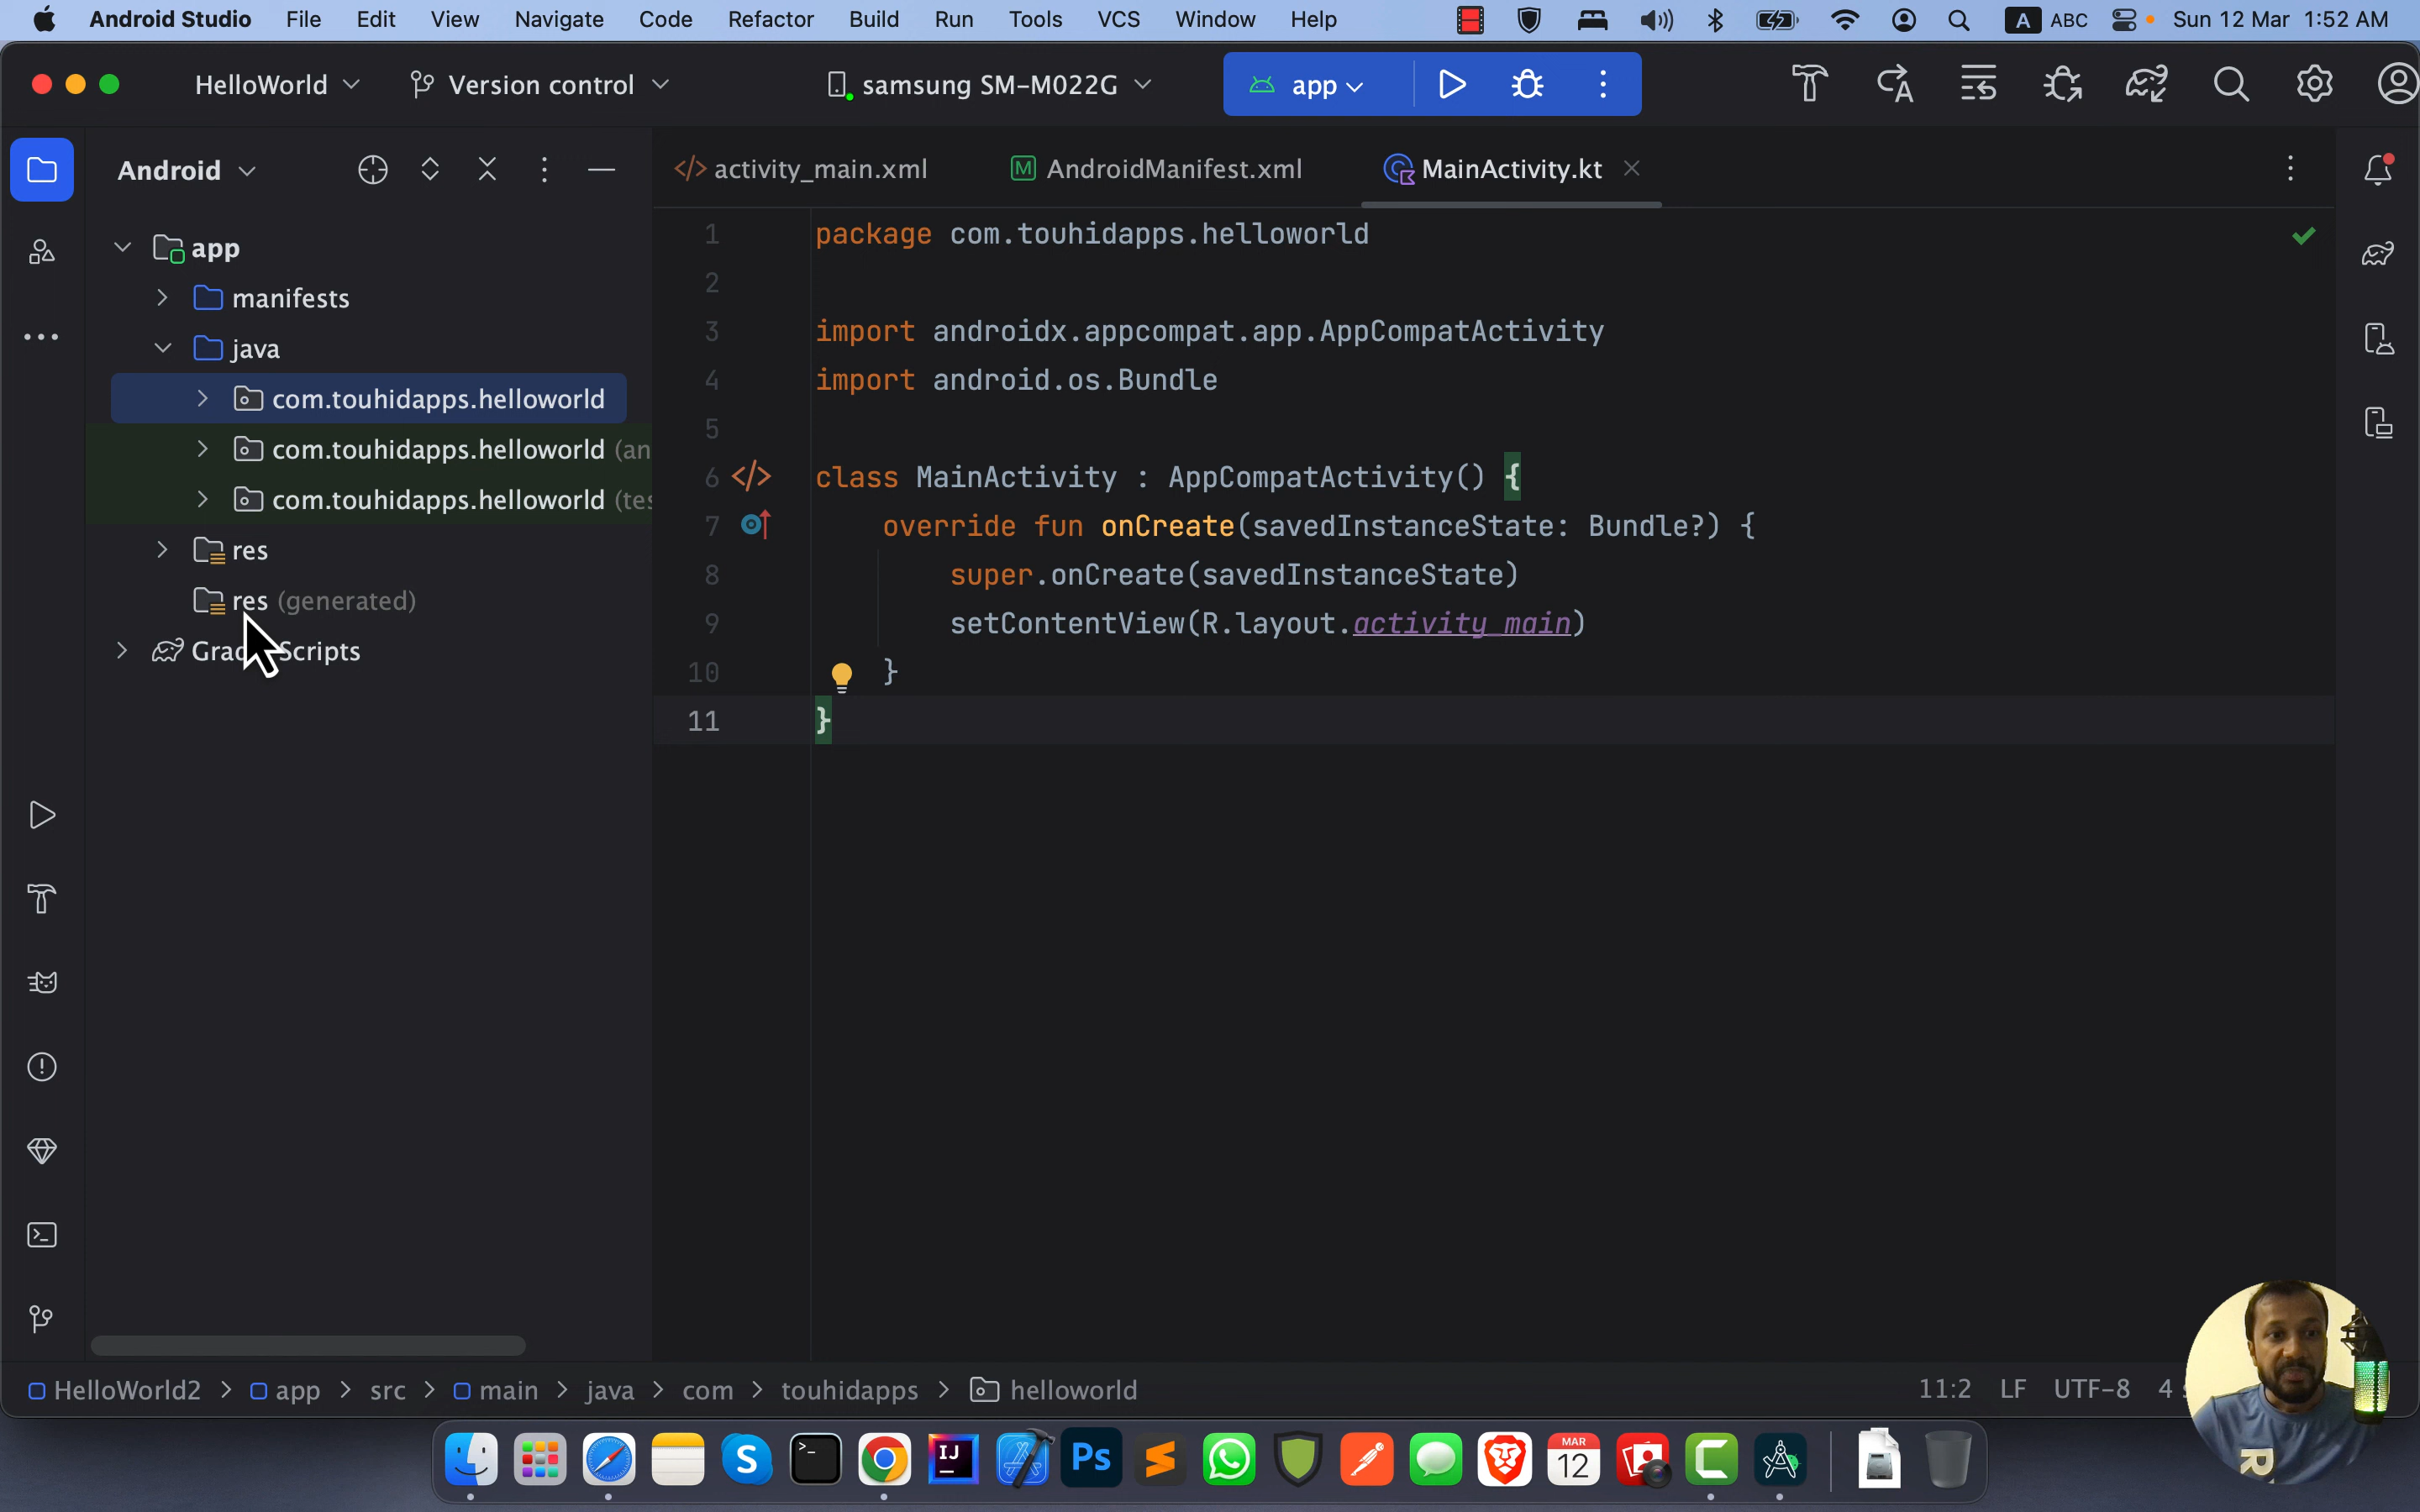 Android Studio File Edit View Navigate Code Refactor Build Run Tools VCS Window Help A ABC Sun 12 Mar 1:52 AM
HelloWorld Version control samsung SM-M022G app
Android
activity_main.xml AndroidManifest.xml MainActivity.kt
app
manifests
java
com.touhidapps.helloworld
com.touhidapps.helloworld (an
com.touhidapps.helloworld (tes
res
res (generated)
Scripts
1 package com.touhidapps.helloworld
2
3 import androidx.appcompat.app.AppCompatActivity
4 import android.os.Bundle
5
6 class MainActivity : AppCompatActivity() {
7 override fun onCreate(savedInstanceState: Bundle?) {
8 super.onCreate(savedInstanceState)
9 setContentView(R.layout.activity_main)
10 }
11 }
HelloWorld2 > app > src > main > java > com > touhidapps > helloworld
11:2 LF UTF-8 4
S IJ Ps MAR 12 C
R